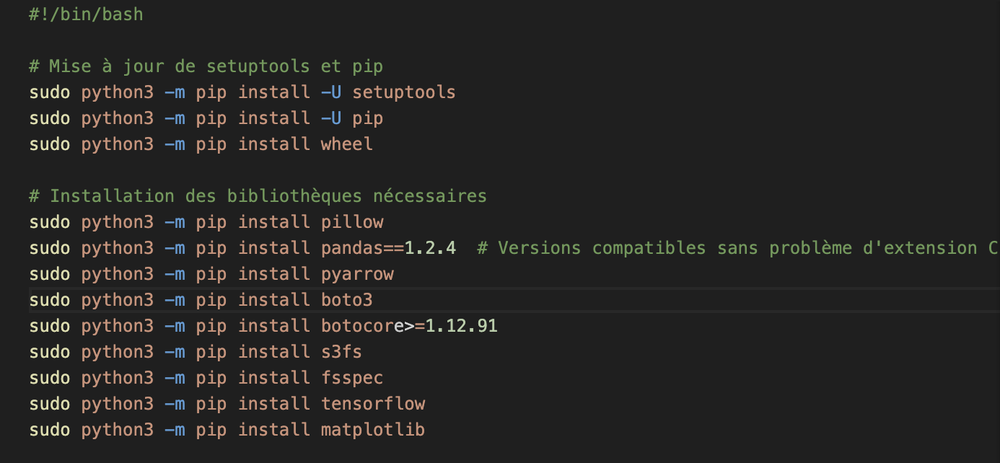 #!/bin/bash
# Mise à jour de setuptools et pip
sudo python3 -m pip install -U setuptools
sudo python3 -m pip install -U pip
sudo python3 -m pip install wheel
# Installation des bibliothèques nécessaires
sudo python3 -m pip install pillow
sudo python3 -m pip install pandas==1.2.4  # Versions compatibles sans problème d'extension C
sudo python3 -m pip install pyarrow
sudo python3 -m pip install boto3
sudo python3 -m pip install botocore>=1.12.91
sudo python3 -m pip install s3fs
sudo python3 -m pip install fsspec
sudo python3 -m pip install tensorflow
sudo python3 -m pip install matplotlib